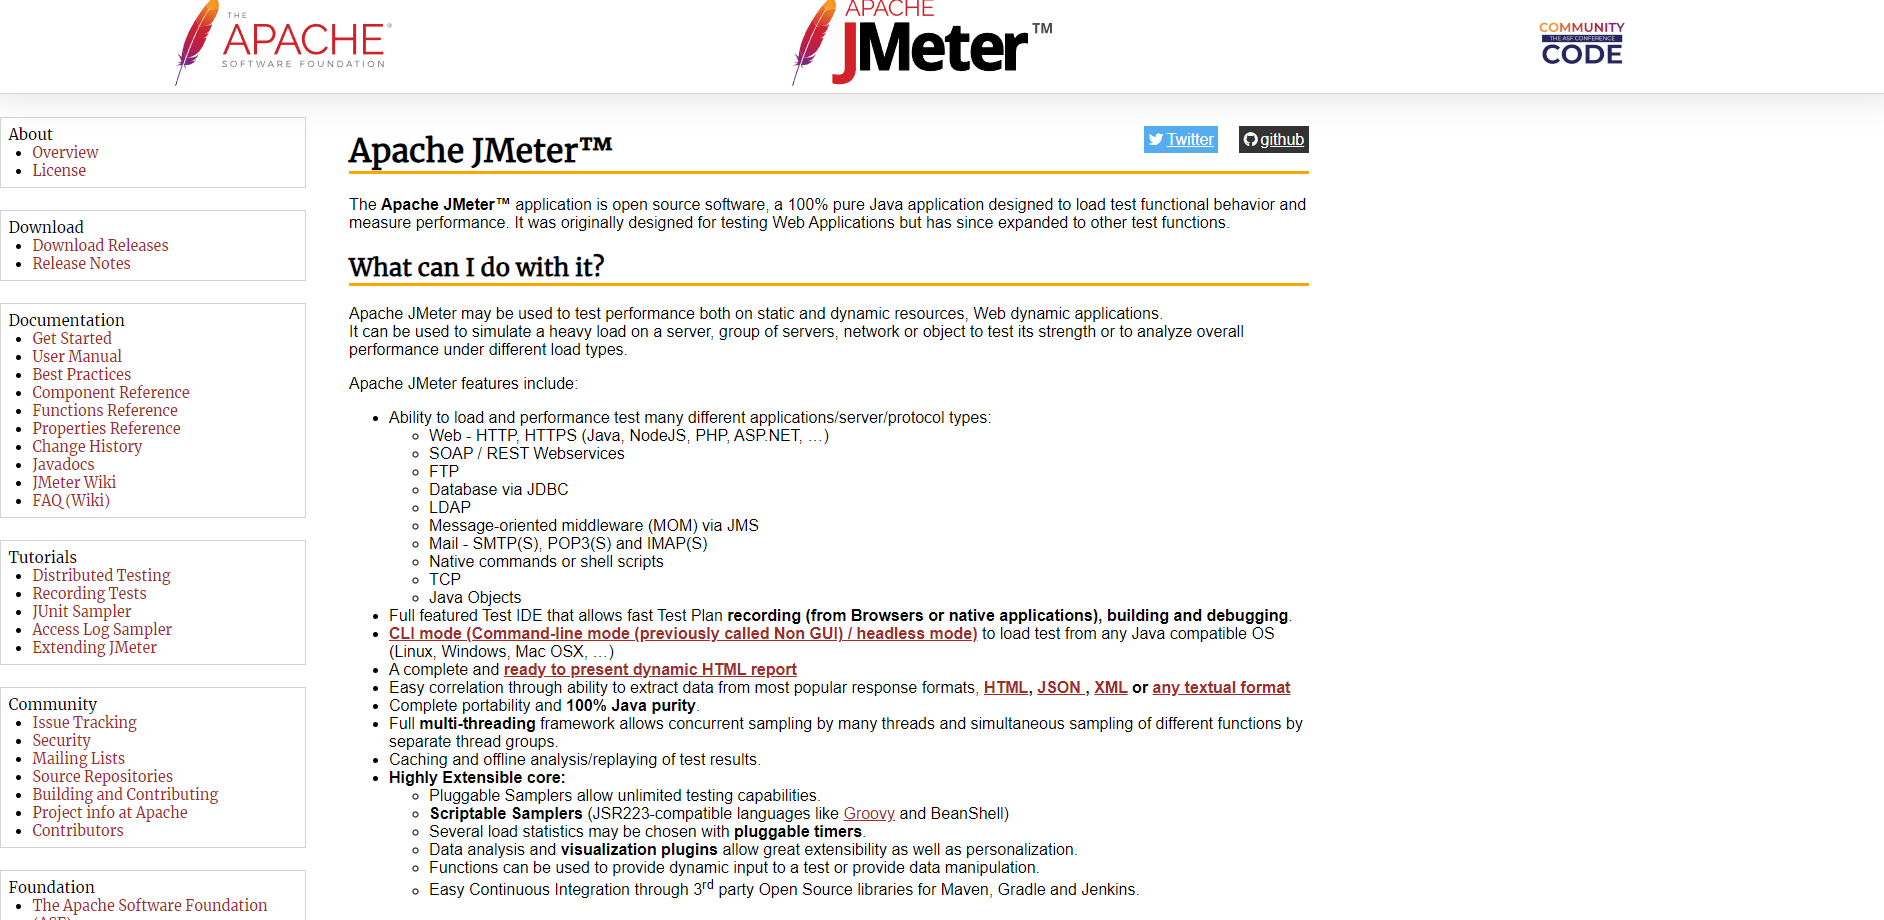 THE
APACHE®
SOFTWARE FOUNDATION
APACHE
JMeter™
COMMUNITY
THE ASF CONFERENCE
CODE
About
Overview
License
Download
Download Releases
Release Notes
Documentation
Get Started
User Manual
Best Practices
Component Reference
Functions Reference
Properties Reference
Change History
Javadocs
JMeter Wiki
FAQ (Wiki)
Tutorials
Distributed Testing
Recording Tests
JUnit Sampler
Access Log Sampler
Extending JMeter
Community
Issue Tracking
Security
Mailing Lists
Source Repositories
Building and Contributing
Project info at Apache
Contributors
Foundation
The Apache Software Foundation
(ASF)
Apache JMeter™
Twitter
github
The Apache JMeter™ application is open source software, a 100% pure Java application designed to load test functional behavior and
measure performance. It was originally designed for testing Web Applications but has since expanded to other test functions.
What can I do with it?
Apache JMeter may be used to test performance both on static and dynamic resources, Web dynamic applications.
It can be used to simulate a heavy load on a server, group of servers, network or object to test its strength or to analyze overall
performance under different load types.
Apache JMeter features include:
Ability to load and performance test many different applications/server/protocol types:
Web - HTTP, HTTPS (Java, NodeJS, PHP, ASP.NET, …)
SOAP / REST Webservices
FTP
Database via JDBC
LDAP
Message-oriented middleware (MOM) via JMS
Mail - SMTP(S), POP3(S) and IMAP(S)
Native commands or shell scripts
TCP
Java Objects
Full featured Test IDE that allows fast Test Plan recording (from Browsers or native applications), building and debugging.
CLI mode (Command-line mode (previously called Non GUI) / headless mode) to load test from any Java compatible OS
(Linux, Windows, Mac OSX, …)
A complete and ready to present dynamic HTML report
Easy correlation through ability to extract data from most popular response formats, HTML, JSON , XML or any textual format
Complete portability and 100% Java purity.
Full multi-threading framework allows concurrent sampling by many threads and simultaneous sampling of different functions by
separate thread groups.
Caching and offline analysis/replaying of test results.
Highly Extensible core:
Pluggable Samplers allow unlimited testing capabilities.
Scriptable Samplers (JSR223-compatible languages like Groovy and BeanShell)
Several load statistics may be chosen with pluggable timers.
Data analysis and visualization plugins allow great extensibility as well as personalization.
Functions can be used to provide dynamic input to a test or provide data manipulation.
Easy Continuous Integration through 3rd party Open Source libraries for Maven, Gradle and Jenkins.